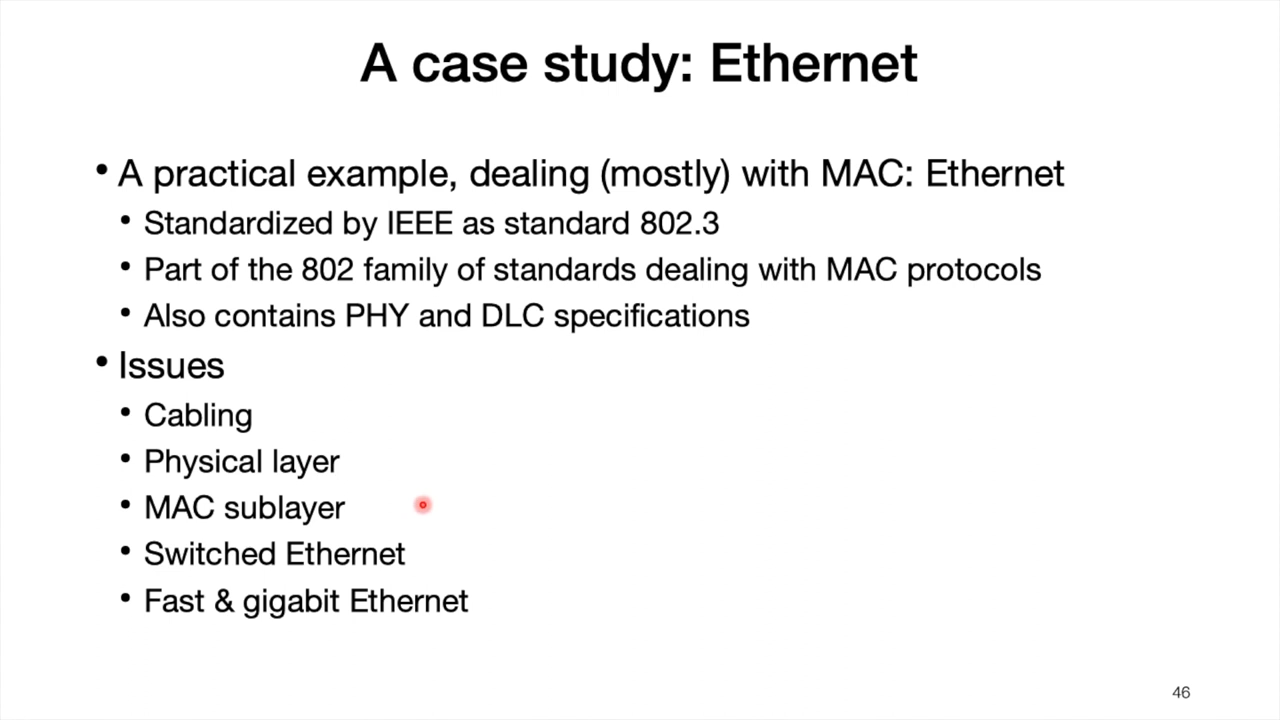 A case study: Ethernet
• A practical example, dealing (mostly) with MAC: Ethernet
• Standardized by IEEE as standard 802.3
• Part of the 802 family of standards dealing with MAC protocols
• Also contains PHY and DLC specifications
• Issues
• Cabling
• Physical layer
• MAC sublayer
• Switched Ethernet
• Fast & gigabit Ethernet
46